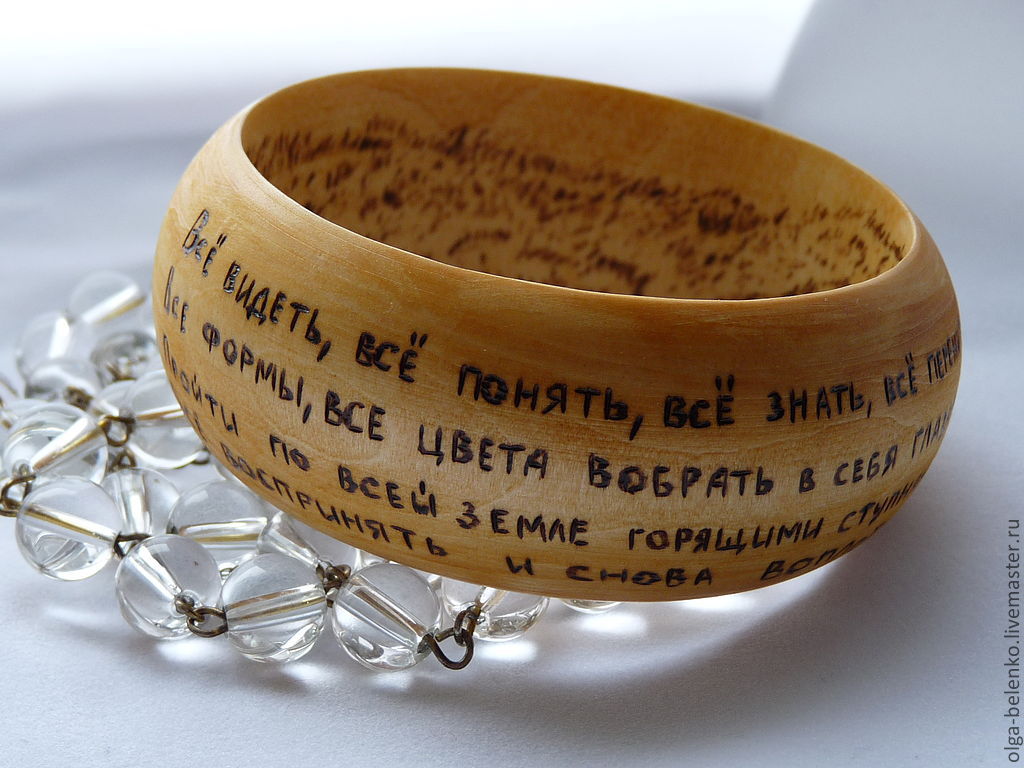 Всё видеть, всё понять, всё знать, всё
Все формы, все цвета вобрать в себя
Пройти по всей земле горящими
воспринять и снова
olga-belenko.livemaster.ru